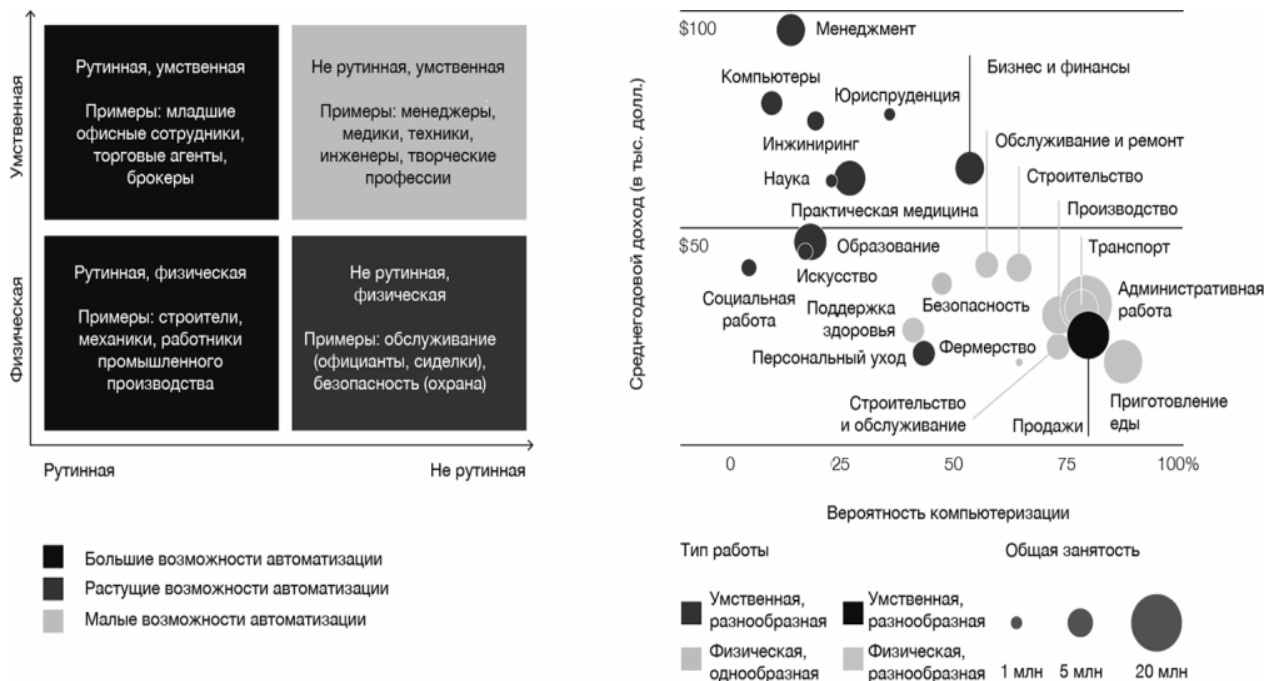 Умственная
Физическая
Рутинная, умственная
Примеры: младшие
офисные сотрудники,
торговые агенты,
брокеры
Не рутинная, умственная
Примеры: менеджеры,
медики, техники,
инженеры, творческие
профессии
Рутинная, физическая
Примеры: строители,
механики, работники
промышленного
производства
Не рутинная,
физическая
Примеры: обслуживание
(официанты, сиделки),
безопасность (охрана)
Рутинная
Не рутинная
Большие возможности автоматизации
Растущие возможности автоматизации
Малые возможности автоматизации
Среднегодовой доход (в тыс. долл.)
$100
Менеджмент
Бизнес и финансы
Компьютеры
Юриспруденция
Обслуживание и ремонт
Инжиниринг
Строительство
Наука
Практическая медицина
Производство
$50
Образование
Транспорт
Искусство
Социальная
работа
Поддержка
здоровья
Безопасность
Административная
работа
Персональный уход
Фермерство
Строительство
и обслуживание
Продажи
Приготовление
еды
0
25
50
75
100%
Вероятность компьютеризации
Тип работы
Общая занятость
Умственная,
разнообразная
Умственная,
разнообразная
Физическая,
однообразная
Физическая,
разнообразная
1 млн
5 млн
20 млн